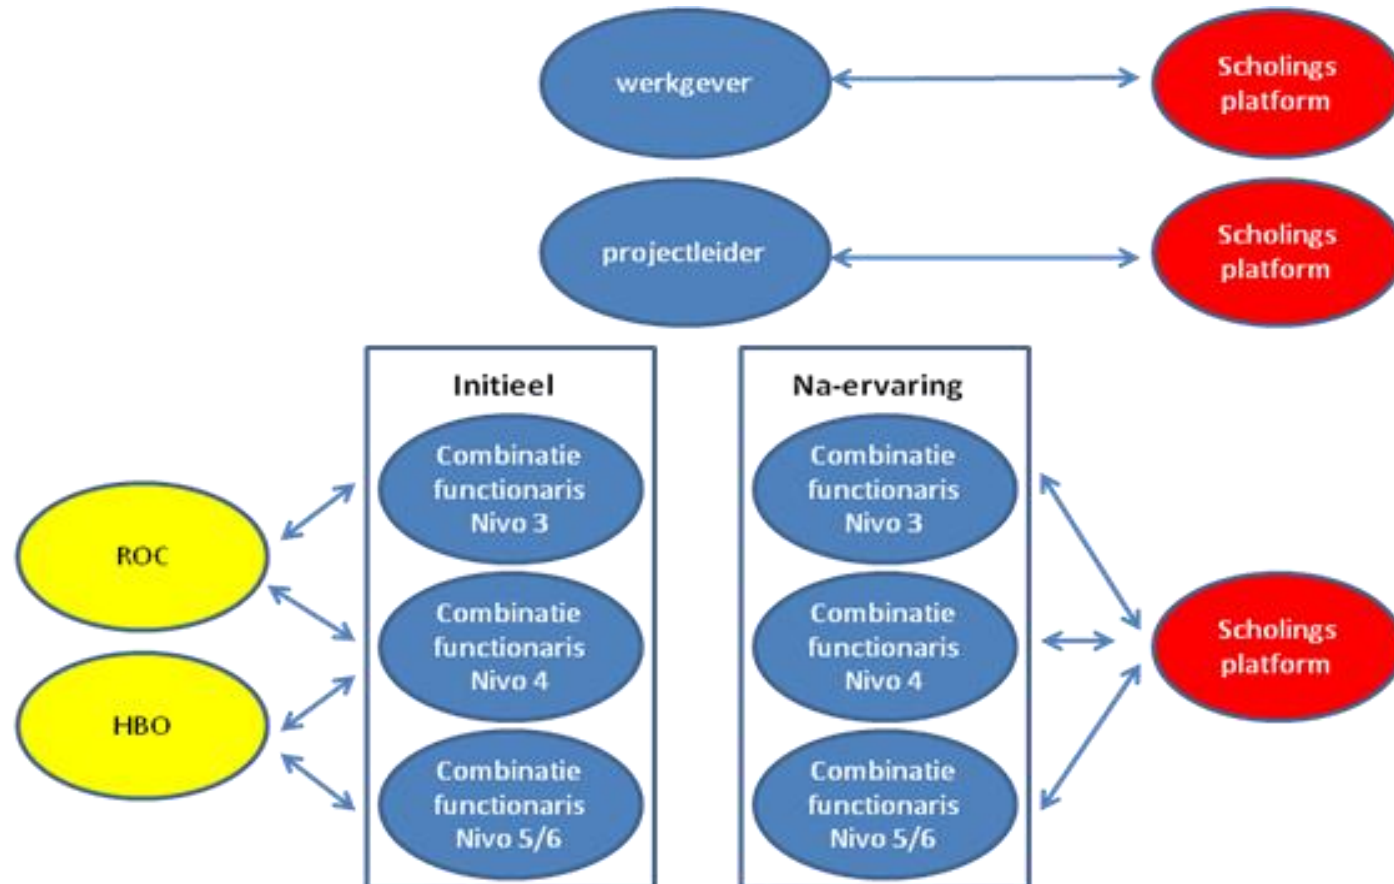 werkgever
Scholings
platform
projectleider
Scholings
platform
Initieel
Na-ervaring
Combinatie
functionaris
Nivo 3
Combinatie
functionaris
Nivo 3
ROC
Combinatie
functionaris
Nivo 4
Combinatie
functionaris
Nivo 4
Scholings
platform
HBO
Combinatie
functionaris
Nivo 5/6
Combinatie
functionaris
Nivo 5/6